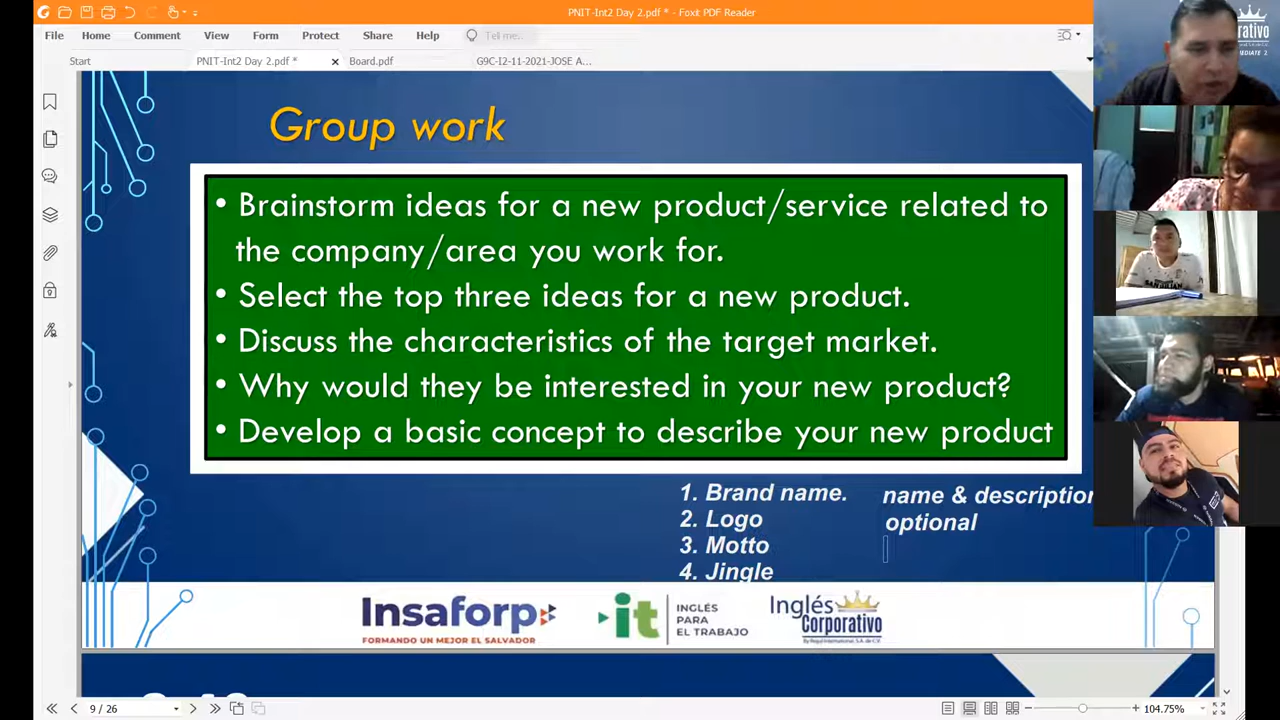 PNIT-Int2 Day 2.pdf * - Foxit PDF Reader
File Home Comment View Form Protect Share Help Tell me...
Start PNIT-Int2 Day 2.pdf * Board.pdf G9C-I2-11-2021-JOSE A...
Group work
• Brainstorm ideas for a new product/service related to
the company/area you work for.
• Select the top three ideas for a new product.
• Discuss the characteristics of the target market.
• Why would they be interested in your new product?
• Develop a basic concept to describe your new product
1. Brand name. name & description
2. Logo optional
3. Motto
4. Jingle
Insaforp
FORMANDO UN MEJOR EL SALVADOR
it
INGLÉS
PARA
EL TRABAJO
Inglés
Corporativo
9 / 26
104.75%